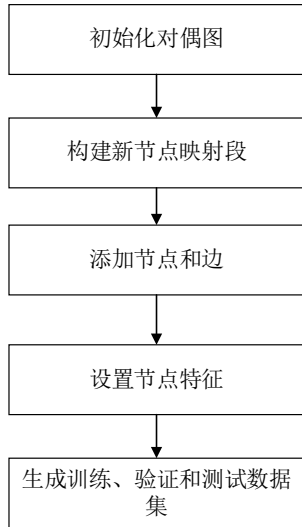 初始化对偶图
构建新节点映射段
添加节点和边
设置节点特征
生成训练、验证和测试数据
集